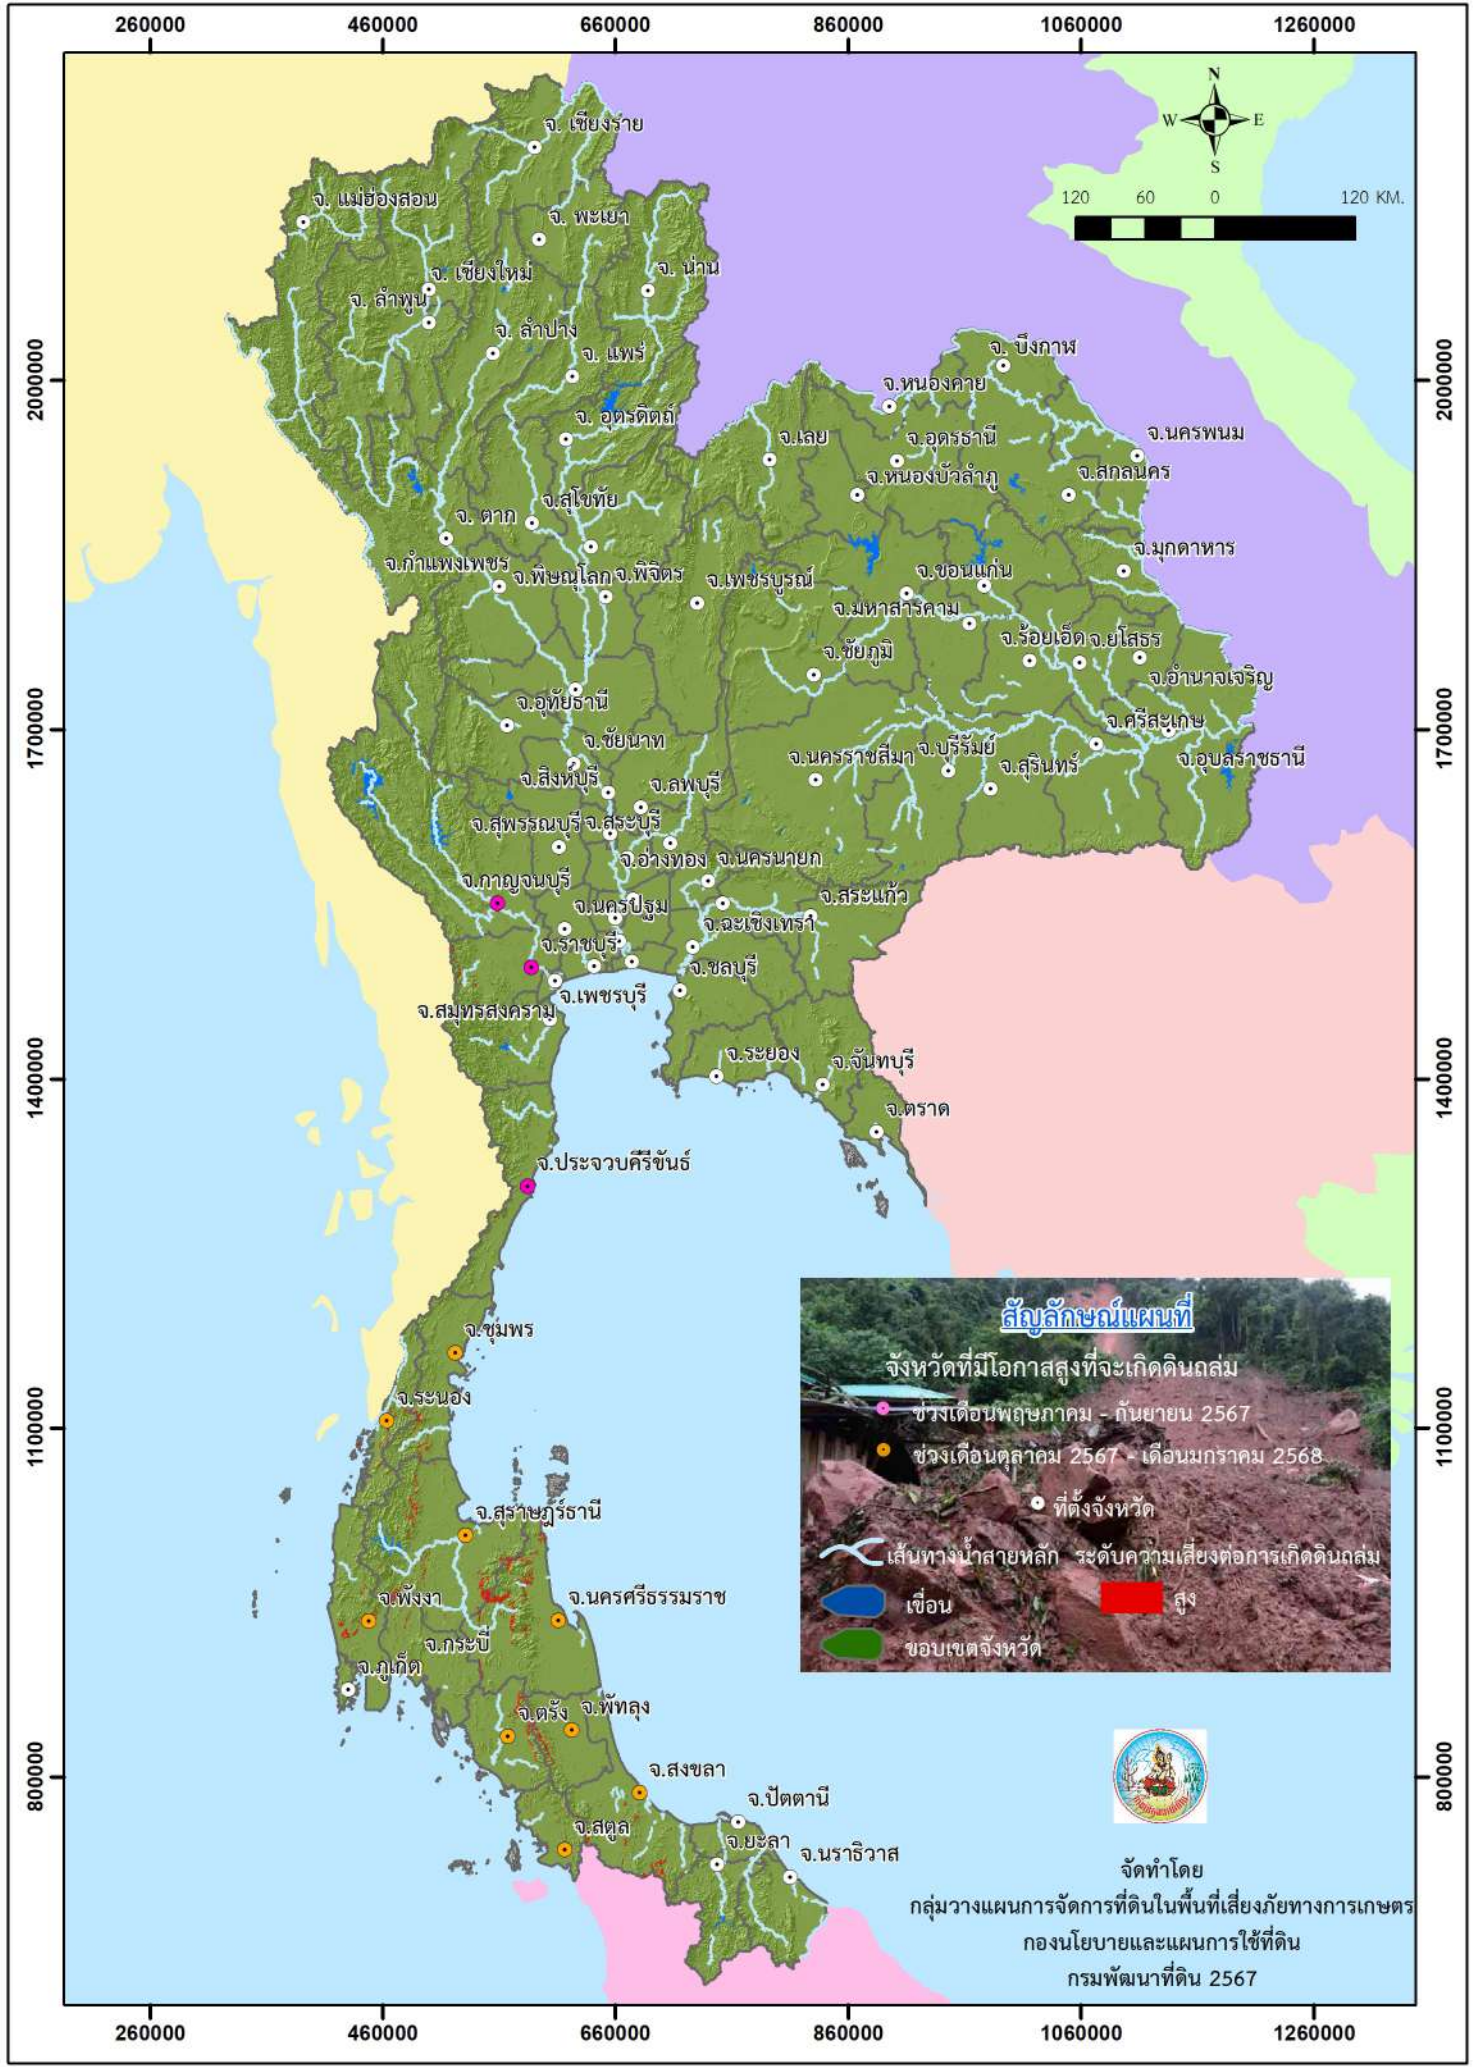 260000 460000 660000 860000 1060000 1260000
N
W E
S
120 60 0 120 KM.
จ. เชียงราย
จ. แม่ฮ่องสอน
จ. พะเยา
จ. น่าน
จ. เชียงใหม่
จ. ลำพูน
จ. ลำปาง
จ. แพร่
จ. บึงกาฬ
2000000 2000000
จ.หนองคาย
จ. อุตรดิตถ์
จ.เลย
จ.อุดรธานี
จ.นครพนม
จ.สกลนคร
จ.หนองบัวลำภู
จ.สุโขทัย
จ. ตาก
จ.มุกดาหาร
จ.กำแพงเพชร
จ.พิษณุโลก
จ.พิจิตร
จ.เพชรบูรณ์
จ.ขอนแก่น
จ.มหาสารคาม
จ.ร้อยเอ็ด
จ.ยโสธร
จ.ชัยภูมิ
จ.อำนาจเจริญ
จ.อุทัยธานี
จ.ศรีสะเกษ
1700000 1700000
จ.ชัยนาท
จ.นครราชสีมา
จ.บุรีรัมย์
จ.สุรินทร์
จ.อุบลราชธานี
จ.สิงห์บุรี
จ.ลพบุรี
จ.สุพรรณบุรี
จ.สระบุรี
จ.อ่างทอง
จ.นครนายก
จ.กาญจนบุรี
จ.สระแก้ว
จ.นครปฐม
จ.ฉะเชิงเทรา
จ.ราชบุรี
จ.ชลบุรี
จ.เพชรบุรี
จ.สมุทรสงคราม
จ.ระยอง
จ.จันทบุรี
1400000 1400000
จ.ตราด
จ.ประจวบคีรีขันธ์
จ.ชุมพร
จ.ระนอง
1100000 1100000
จ.สุราษฎร์ธานี
จ.พังงา
จ.นครศรีธรรมราช
จ.กระบี่
จ.ภูเก็ต
จ.ตรัง
จ.พัทลุง
จ.สงขลา
800000 800000
จ.ปัตตานี
จ.สตูล
จ.ยะลา
จ.นราธิวาส
สัญลักษณ์แผนที่
จังหวัดที่มีโอกาสสูงที่จะเกิดดินถล่ม
ช่วงเดือนพฤษภาคม - กันยายน 2567
ช่วงเดือนตุลาคม 2567 - เดือนมกราคม 2568
ที่ตั้งจังหวัด
เส้นทางน้ำสายหลัก ระดับความเสี่ยงต่อการเกิดดินถล่ม
เขื่อน สูง
ขอบเขตจังหวัด
จัดทำโดย
กลุ่มวางแผนการจัดการที่ดินในพื้นที่เสี่ยงภัยทางการเกษตร
กองนโยบายและแผนการใช้ที่ดิน
กรมพัฒนาที่ดิน 2567
260000 460000 660000 860000 1060000 1260000